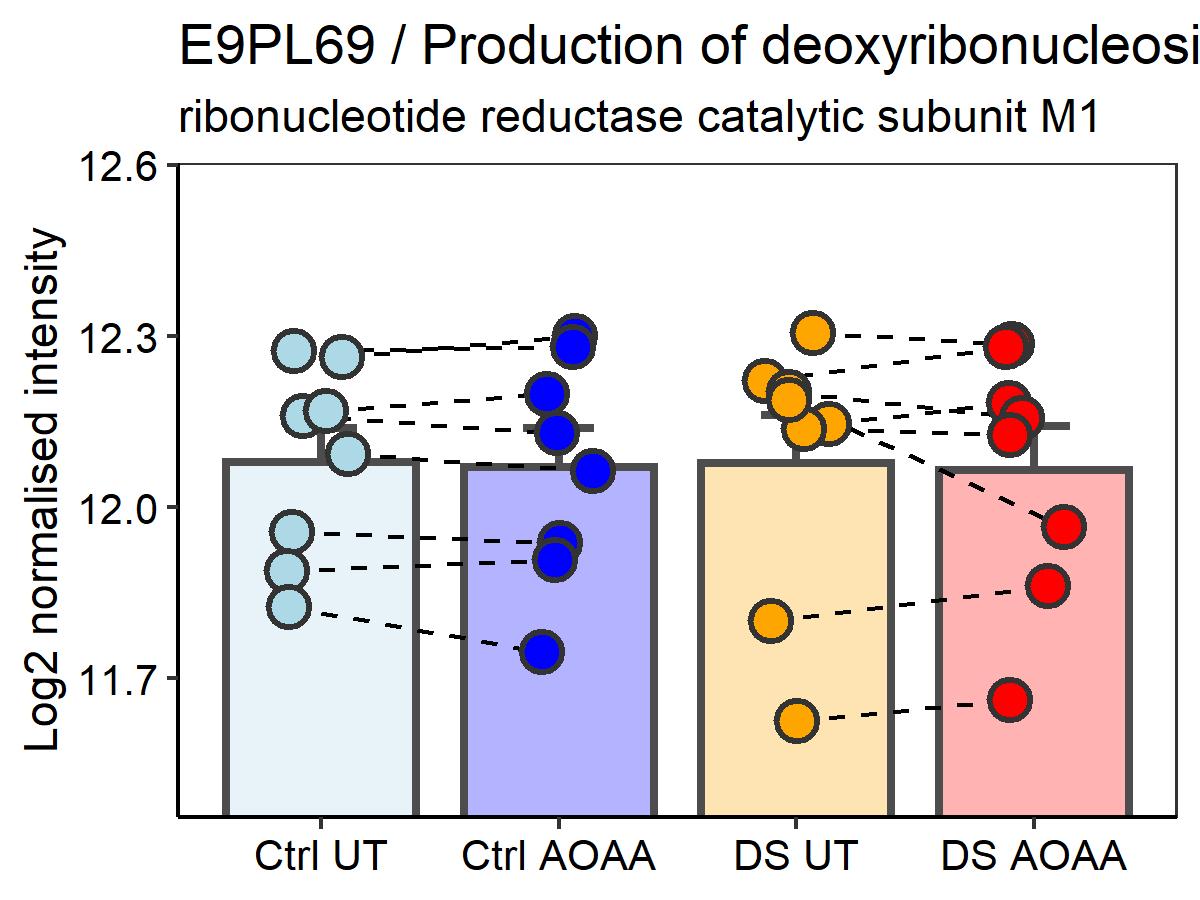 E9PL69 / Production of deoxyribonucleosi
ribonucleotide reductase catalytic subunit M1
Log2 normalised intensity
12.6
12.3
12.0
11.7
Ctrl UT
Ctrl AOAA
DS UT
DS AOAA